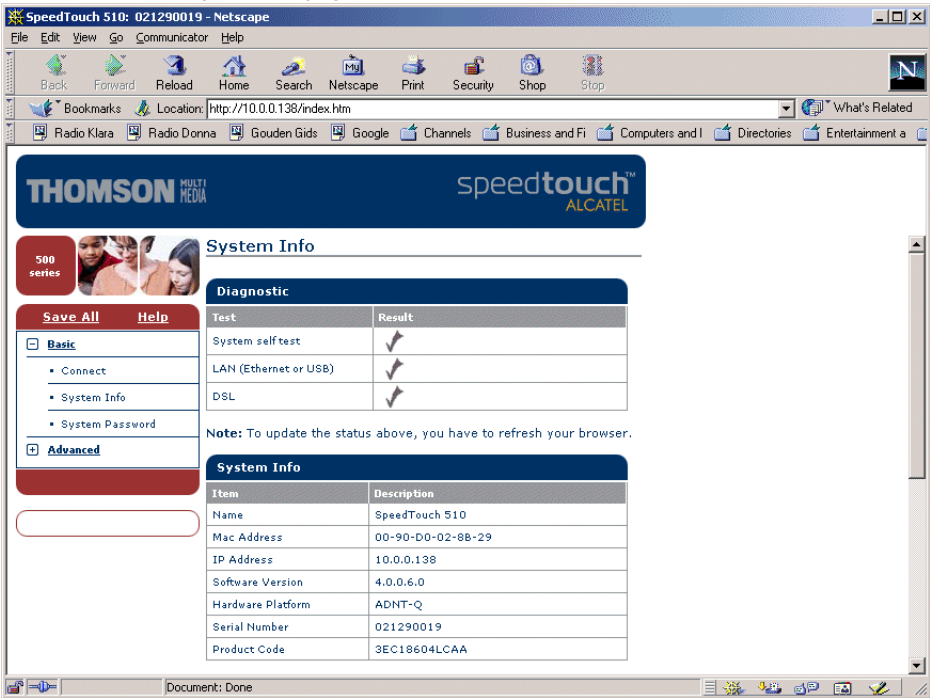 SpeedTouch 510: 021290019 - Netscape
File Edit View Go Communicator Help
Back Forward Reload Home Search Netscape Print Security Shop Stop
My
N
Bookmarks Location: http://10.0.0.138/index.htm What's Related
Radio Klara Radio Donna Gouden Gids Google Channels Business and Fi Computers and I Directories Entertainment a
THOMSON MULTI MEDIA
speedtouch™
ALCATEL
500
series
System Info
Save All Help
Basic
Connect
System Info
System Password
Advanced
Diagnostic
Test Result
System selftest
LAN (Ethernet or USB)
DSL
Note: To update the status above, you have to refresh your browser.
System Info
Item Description
Name SpeedTouch 510
Mac Address 00-90-D0-02-8B-29
IP Address 10.0.0.138
Software Version 4.0.0.6.0
Hardware Platform ADNT-Q
Serial Number 021290019
Product Code 3EC18604LCAA
Document: Done